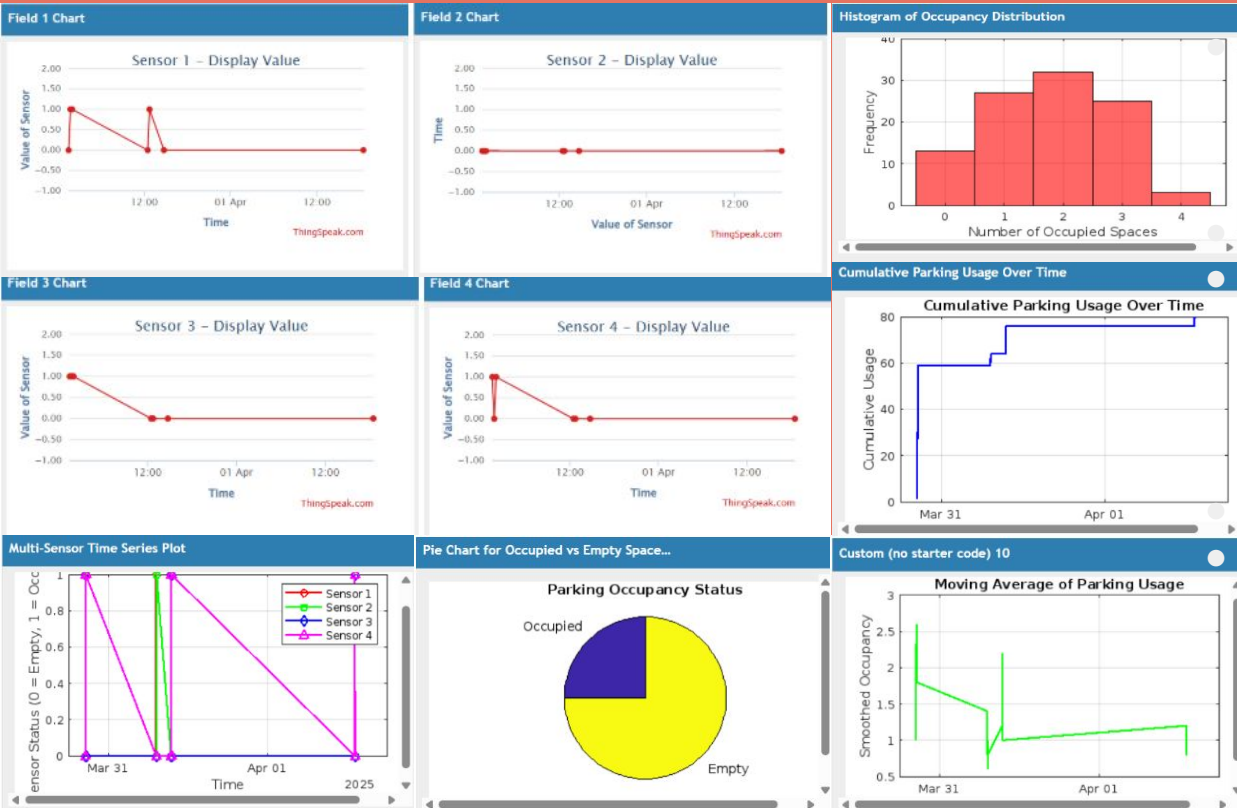 Field 1 Chart
Sensor 1 – Display Value
Value of Sensor
2.00
1.50
1.00
0.50
0.00
−0.50
−1.00
12:00
01 Apr
12:00
Time
ThingSpeak.com
Field 2 Chart
Sensor 2 – Display Value
Time
2.00
1.50
1.00
0.50
0.00
−0.50
−1.00
12:00
01 Apr
12:00
Value of Sensor
ThingSpeak.com
Histogram of Occupancy Distribution
Frequency
40
30
20
10
0
0
1
2
3
4
Number of Occupied Spaces
Field 3 Chart
Sensor 3 – Display Value
Value of Sensor
2.00
1.50
1.00
0.50
0.00
−0.50
−1.00
12:00
01 Apr
12:00
Time
ThingSpeak.com
Field 4 Chart
Sensor 4 – Display Value
Value of Sensor
2.00
1.50
1.00
0.50
0.00
−0.50
−1.00
12:00
01 Apr
12:00
Time
ThingSpeak.com
Cumulative Parking Usage Over Time
Cumulative Parking Usage Over Time
Cumulative Usage
80
60
40
20
0
Mar 31
Apr 01
Multi-Sensor Time Series Plot
ensor Status (0 = Empty, 1 = Occ
1
0.8
0.6
0.4
0.2
0
Sensor 1
Sensor 2
Sensor 3
Sensor 4
Mar 31
Apr 01
Time
2025
Pie Chart for Occupied vs Empty Space...
Parking Occupancy Status
Occupied
Empty
Custom (no starter code) 10
Moving Average of Parking Usage
Smoothed Occupancy
3
2.5
2
1.5
1
0.5
Mar 31
Apr 01